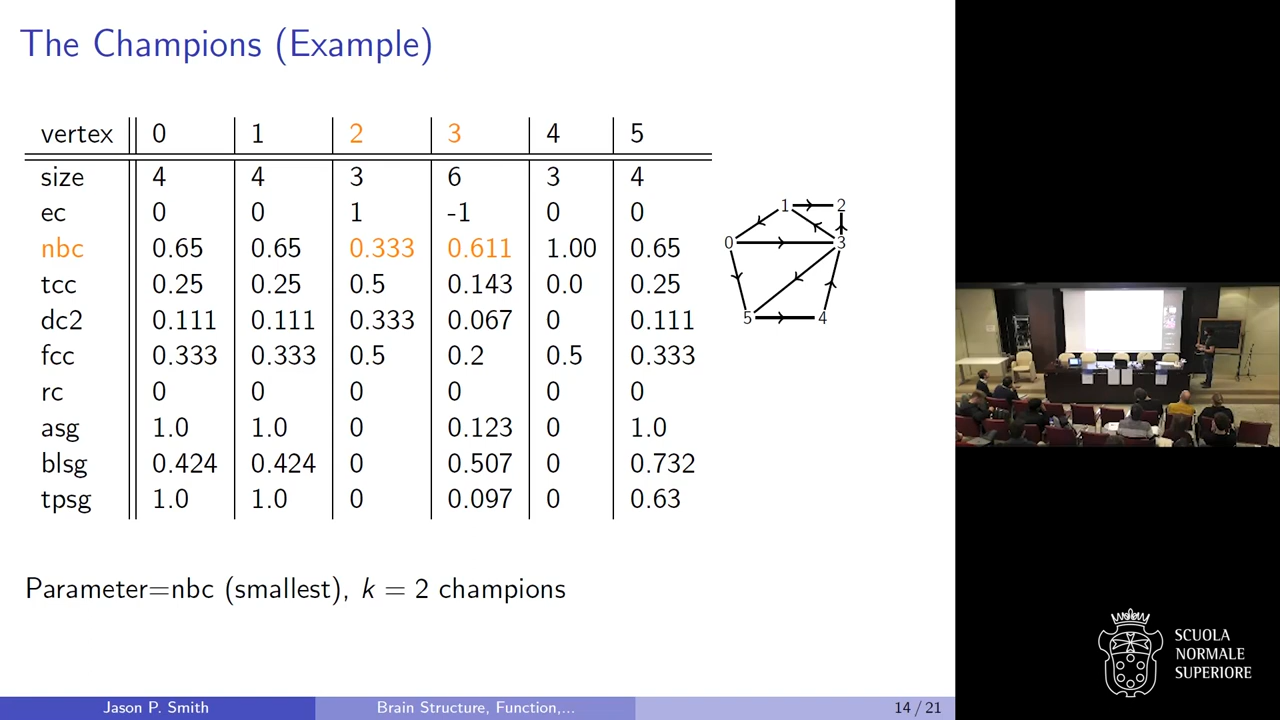 The Champions (Example)
vertex 0 1 2 3 4 5
size 4 4 3 6 3 4
ec 0 0 1 -1 0 0
nbc 0.65 0.65 0.333 0.611 1.00 0.65
tcc 0.25 0.25 0.5 0.143 0.0 0.25
dc2 0.111 0.111 0.333 0.067 0 0.111
fcc 0.333 0.333 0.5 0.2 0.5 0.333
rc 0 0 0 0 0 0
asg 1.0 1.0 0 0.123 0 1.0
blsg 0.424 0.424 0 0.507 0 0.732
tpsg 1.0 1.0 0 0.097 0 0.63
1 2
0 3
5 4
Parameter=nbc (smallest), k = 2 champions
SCUOLA
NORMALE
SUPERIORE
Jason P. Smith Brain Structure, Function,... 14 / 21